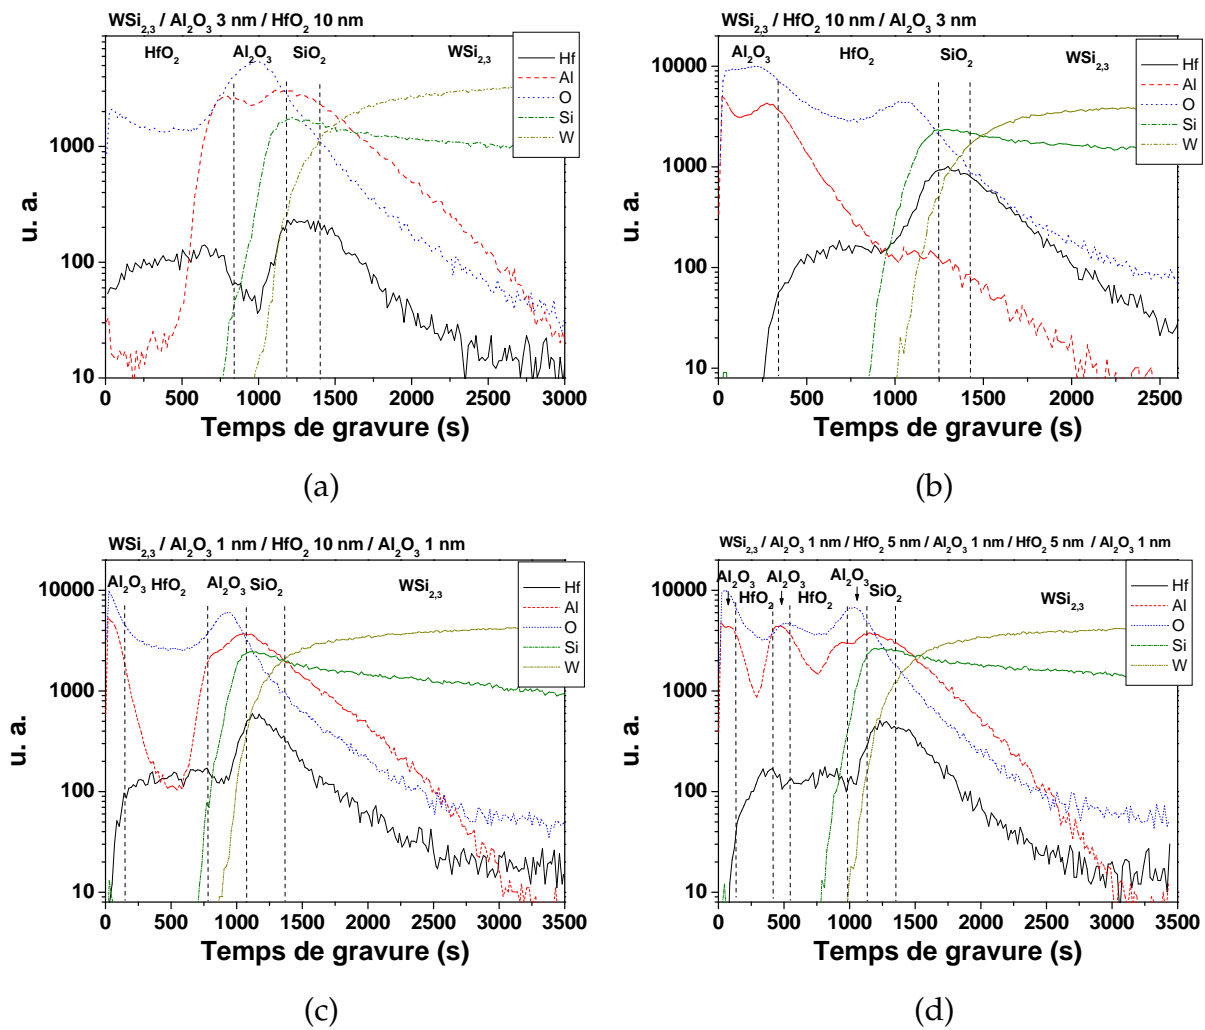 WSi2,3 / Al2O3 3 nm / HfO2 10 nm
HfO2 Al2O3 SiO2 WSi2,3
Hf
Al
O
Si
W
1000
100
10
0 500 1000 1500 2000 2500 3000
u. a.
Temps de gravure (s)
(a)
WSi2,3 / HfO2 10 nm / Al2O3 3 nm
Al2O3 HfO2 SiO2 WSi2,3
Hf
Al
O
Si
W
10000
1000
100
10
0 500 1000 1500 2000 2500
u. a.
Temps de gravure (s)
(b)
WSi2,3 / Al2O3 1 nm / HfO2 10 nm / Al2O3 1 nm
Al2O3 HfO2 Al2O3 SiO2 WSi2,3
Hf
Al
O
Si
W
10000
1000
100
10
0 500 1000 1500 2000 2500 3000 3500
u. a.
Temps de gravure (s)
(c)
WSi2,3 / Al2O3 1 nm / HfO2 5 nm / Al2O3 1 nm / HfO2 5 nm / Al2O3 1 nm
Al2O3 Al2O3 Al2O3
HfO2 HfO2 SiO2 WSi2,3
Hf
Al
O
Si
W
10000
1000
100
10
0 500 1000 1500 2000 2500 3000 3500
u. a.
Temps de gravure (s)
(d)